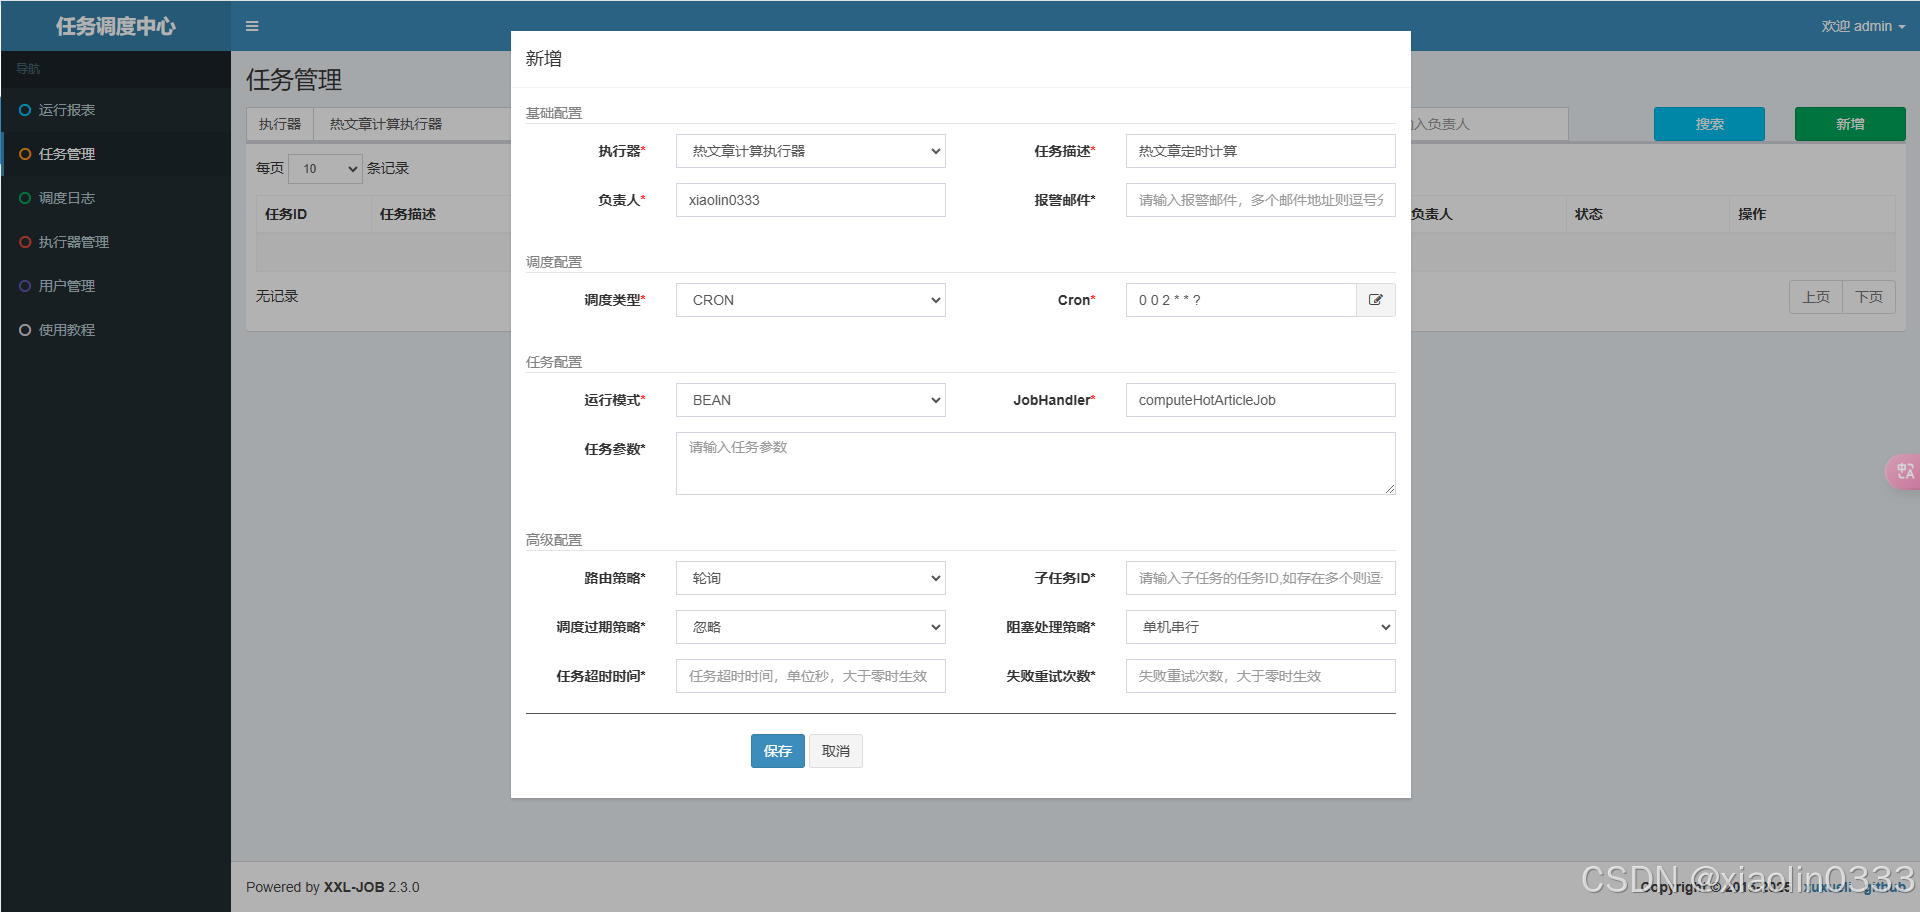 任务调度中心
欢迎 admin
导航
运行报表
任务管理
调度日志
执行器管理
用户管理
使用教程
任务管理
执行器 热文章计算执行器
入负责人 搜索 新增
每页 10 条记录
任务ID 任务描述 负责人 状态 操作
无记录
上页 下页
新增
基础配置
执行器* 热文章计算执行器 任务描述* 热文章定时计算
负责人* xiaolin0333 报警邮件* 请输入报警邮件，多个邮件地址则逗号分
调度配置
调度类型* CRON Cron* 0 0 2 * * ?
任务配置
运行模式* BEAN JobHandler* computeHotArticleJob
任务参数* 请输入任务参数
高级配置
路由策略* 轮询 子任务ID* 请输入子任务的任务ID,如存在多个则逗
调度过期策略* 忽略 阻塞处理策略* 单机串行
任务超时时间* 任务超时时间，单位秒，大于零时生效 失败重试次数* 失败重试次数，大于零时生效
保存 取消
Powered by XXL-JOB 2.3.0
Copyright © 2015-2025 xuxueli github
CSDN @xiaolin0333